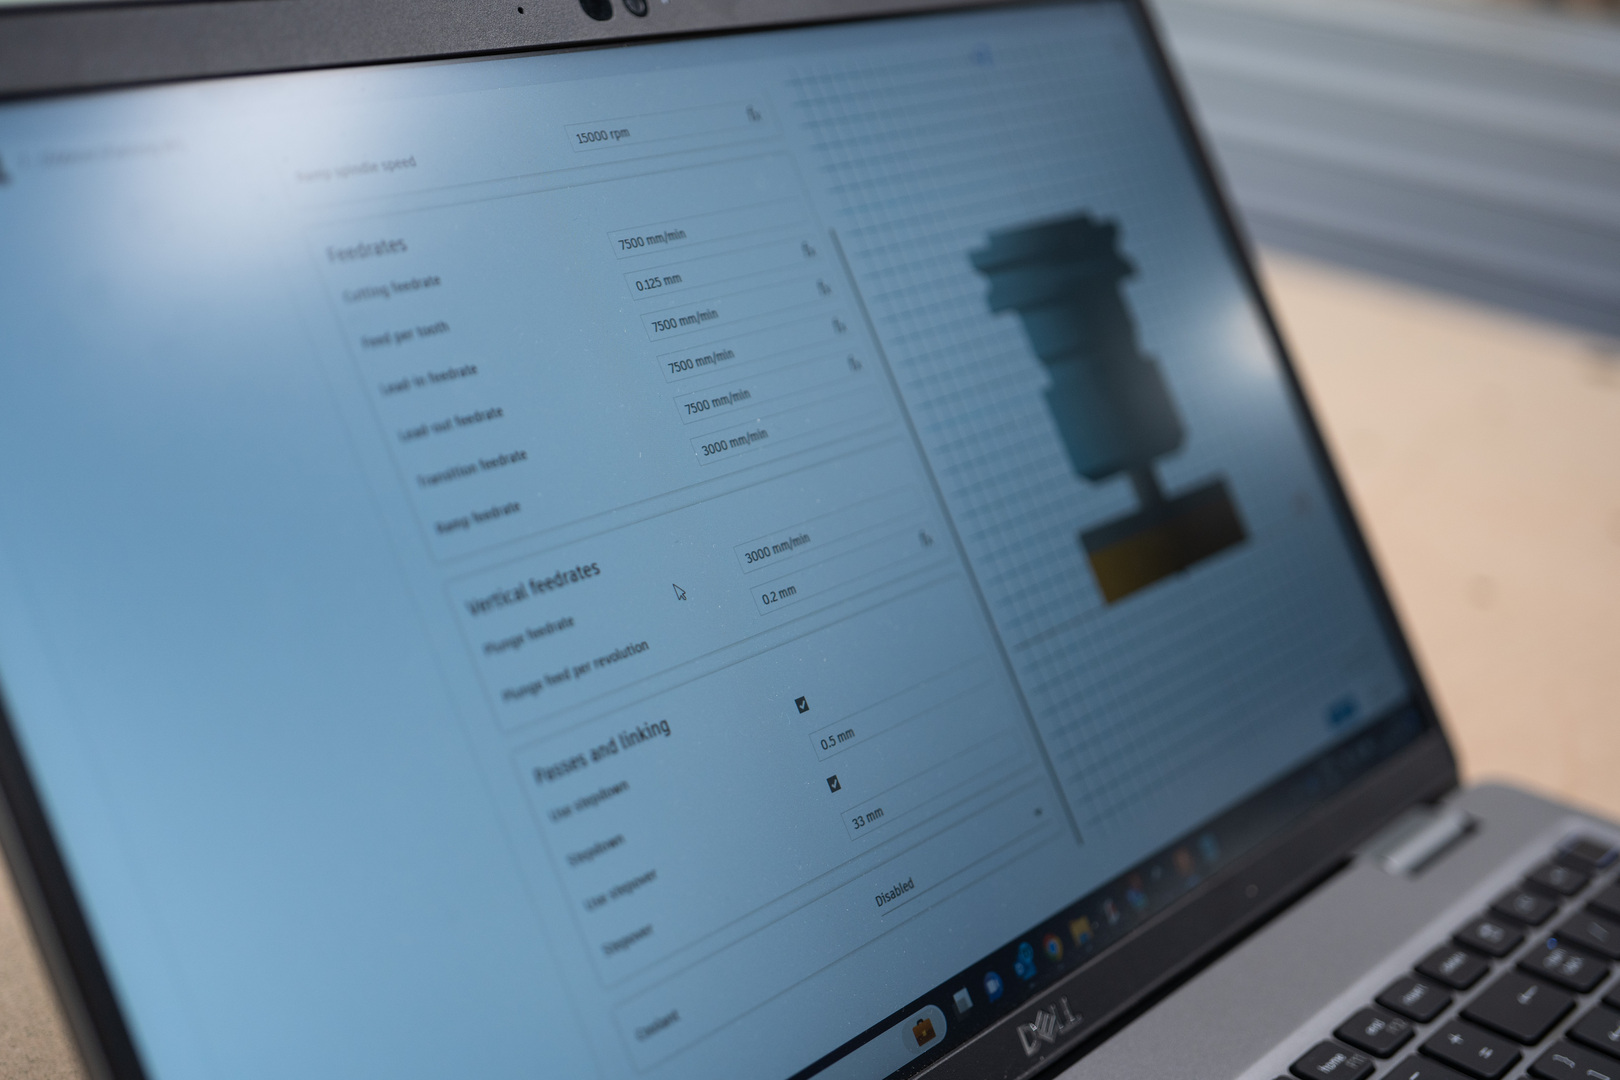 Ramp spindle speed 15000 rpm
Feedrates
Cutting feedrate 7500 mm/min
Feed per tooth 0.125 mm
Lead-in feedrate 7500 mm/min
Lead-out feedrate 7500 mm/min
Transition feedrate 7500 mm/min
Ramp feedrate 3000 mm/min
Vertical feedrates
Plunge feedrate 3000 mm/min
Plunge feed per revolution 0.2 mm
Passes and linking
Use stepdown
Stepdown 0.5 mm
Use stepover
Stepover 33 mm
Coolant Disabled
DELL
home